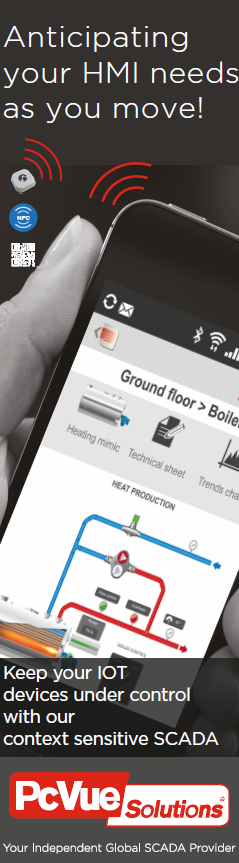 Anticipating
your HMI needs
as you move!
NFC
Ground floor > Boile
Heating mimic
Technical sheet
Trends cha
HEAT PRODUCTION
Keep your IOT
devices under control
with our
context sensitive SCADA
PcVue Solutions®
Your Independent Global SCADA Provider